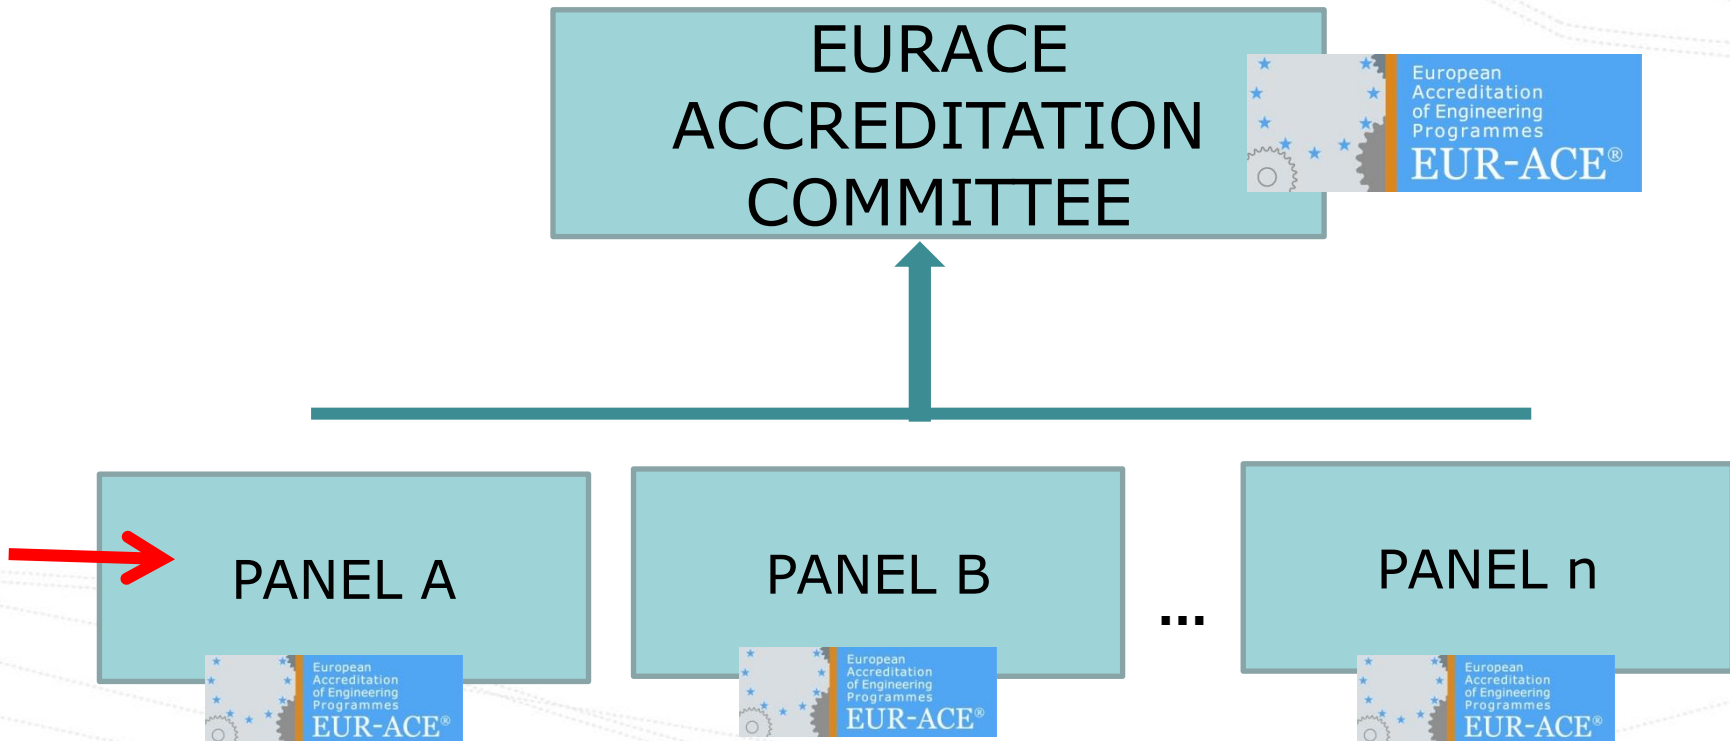 EURACE
ACCREDITATION
COMMITTEE
European
Accreditation
of Engineering
Programmes
EUR-ACE®
PANEL A
PANEL B
...
PANEL n
European
Accreditation
of Engineering
Programmes
EUR-ACE®
European
Accreditation
of Engineering
Programmes
EUR-ACE®
European
Accreditation
of Engineering
Programmes
EUR-ACE®